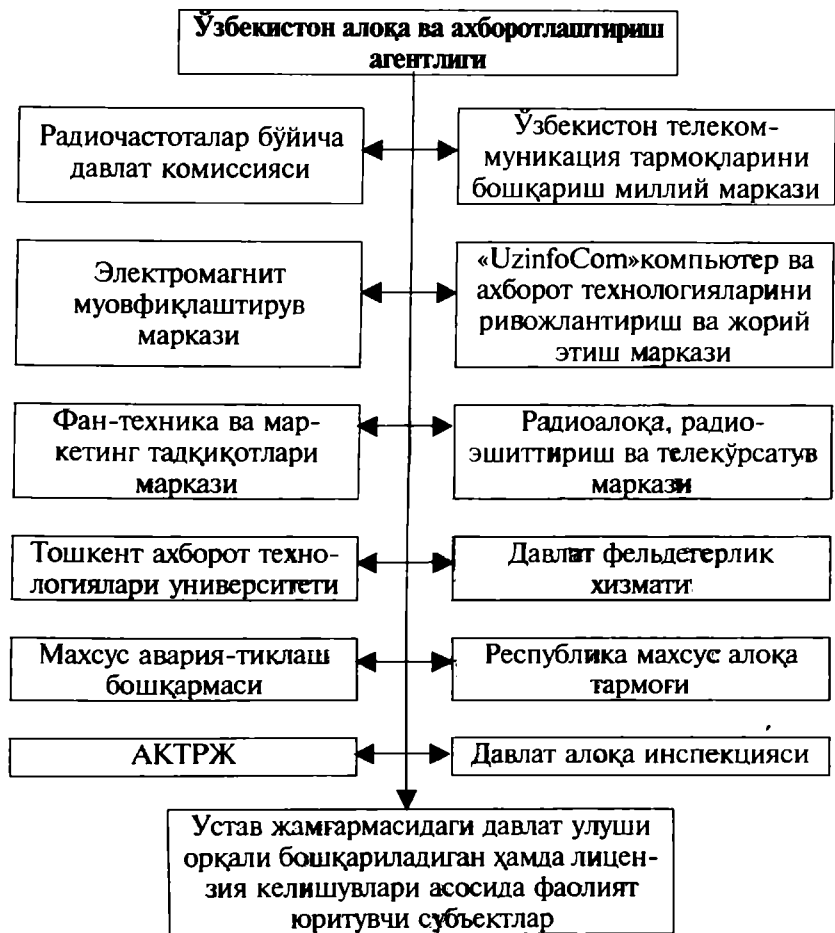 Ўзбекистон алоқа ва ахборотлаштириш
агентлиги
Радиочастоталар бўйича
давлат комиссияси
Ўзбекистон телеком-
муникация тармоқларини
бошқариш миллий маркази
Электромагнит
муовфиқлаштирув
маркази
«UzinfoCom»компьютер ва
ахборот технологияларини
ривожлантириш ва жорий
этиш маркази
Фан-техника ва мар-
кетинг тадқиқотлари
маркази
Радиоалоқа, радио-
эшиттириш ва телекўрсатув
маркази
Тошкент ахборот техно-
логиялари университети
Давлат фельдегерлик
хизмати
Махсус авария-тиклаш
бошқармаси
Республика махсус алоқа
тармоғи
АКТРЖ
Давлат алоқа инспекцияси
Устав жамғармасидаги давлат улуши
орқали бошқариладиган ҳамда лицен-
зия келишувлари асосида фаолият
юритувчи субъектлар